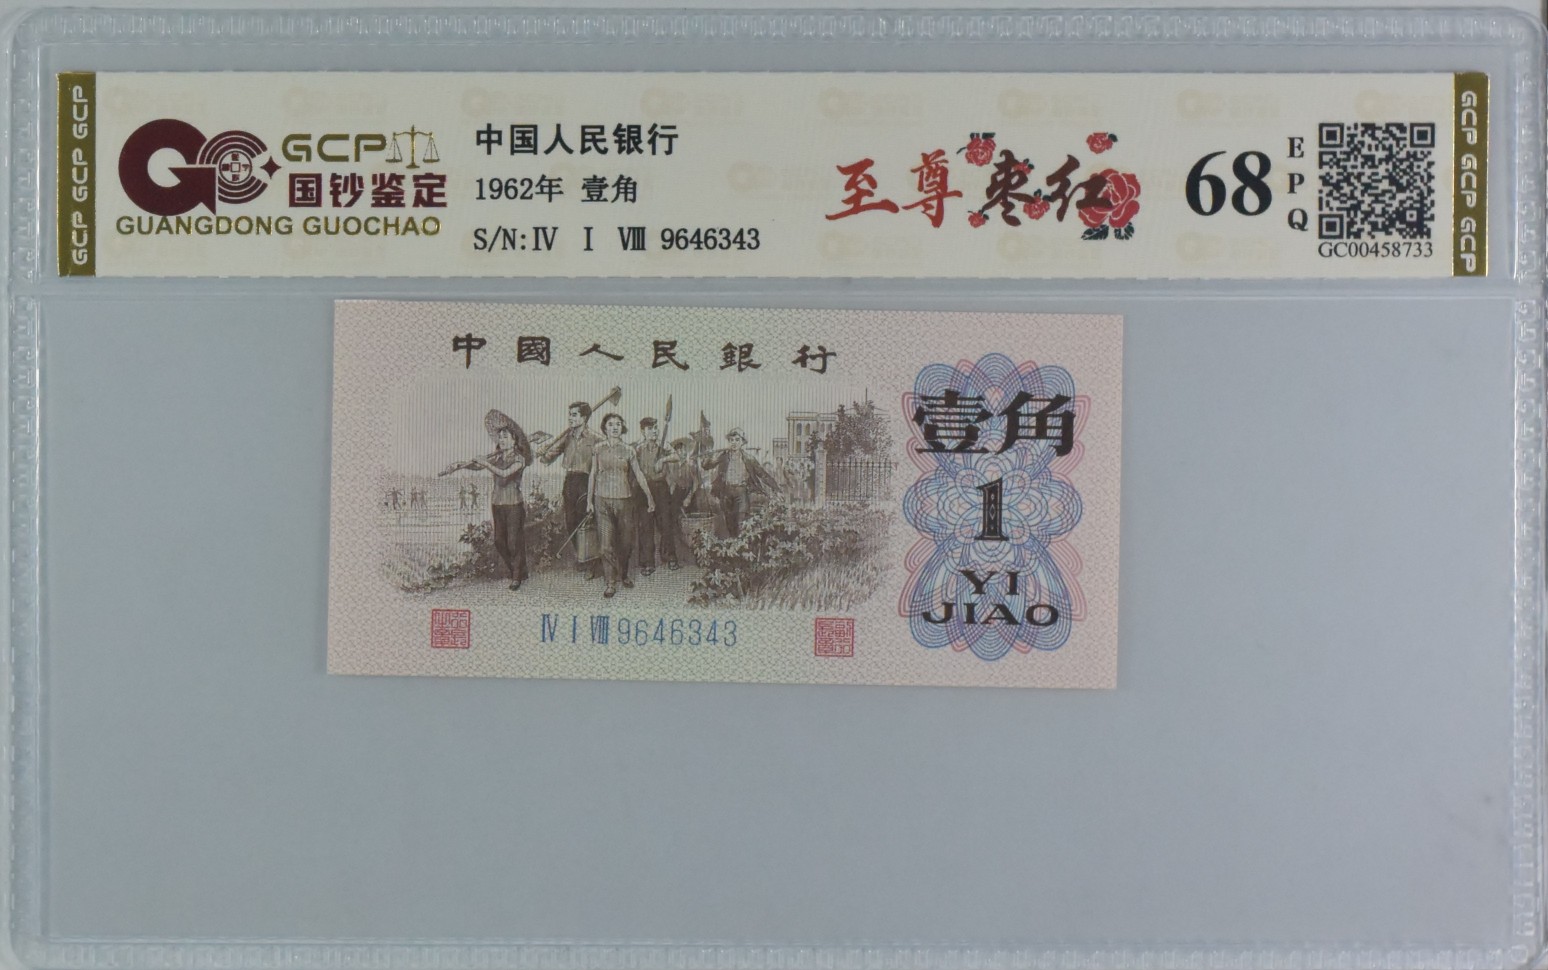 GCP GCP GCP
GCP
国钞鉴定
GUANGDONG GUOCHAO
中国人民银行
1962年 壹角
S/N:Ⅳ Ⅰ Ⅷ 9646343
至尊枣红
68
EPQ
GC00458733
GCP GCP GCP
中國人民銀行
壹角
1
YI
JIAO
Ⅳ Ⅰ Ⅷ 9646343